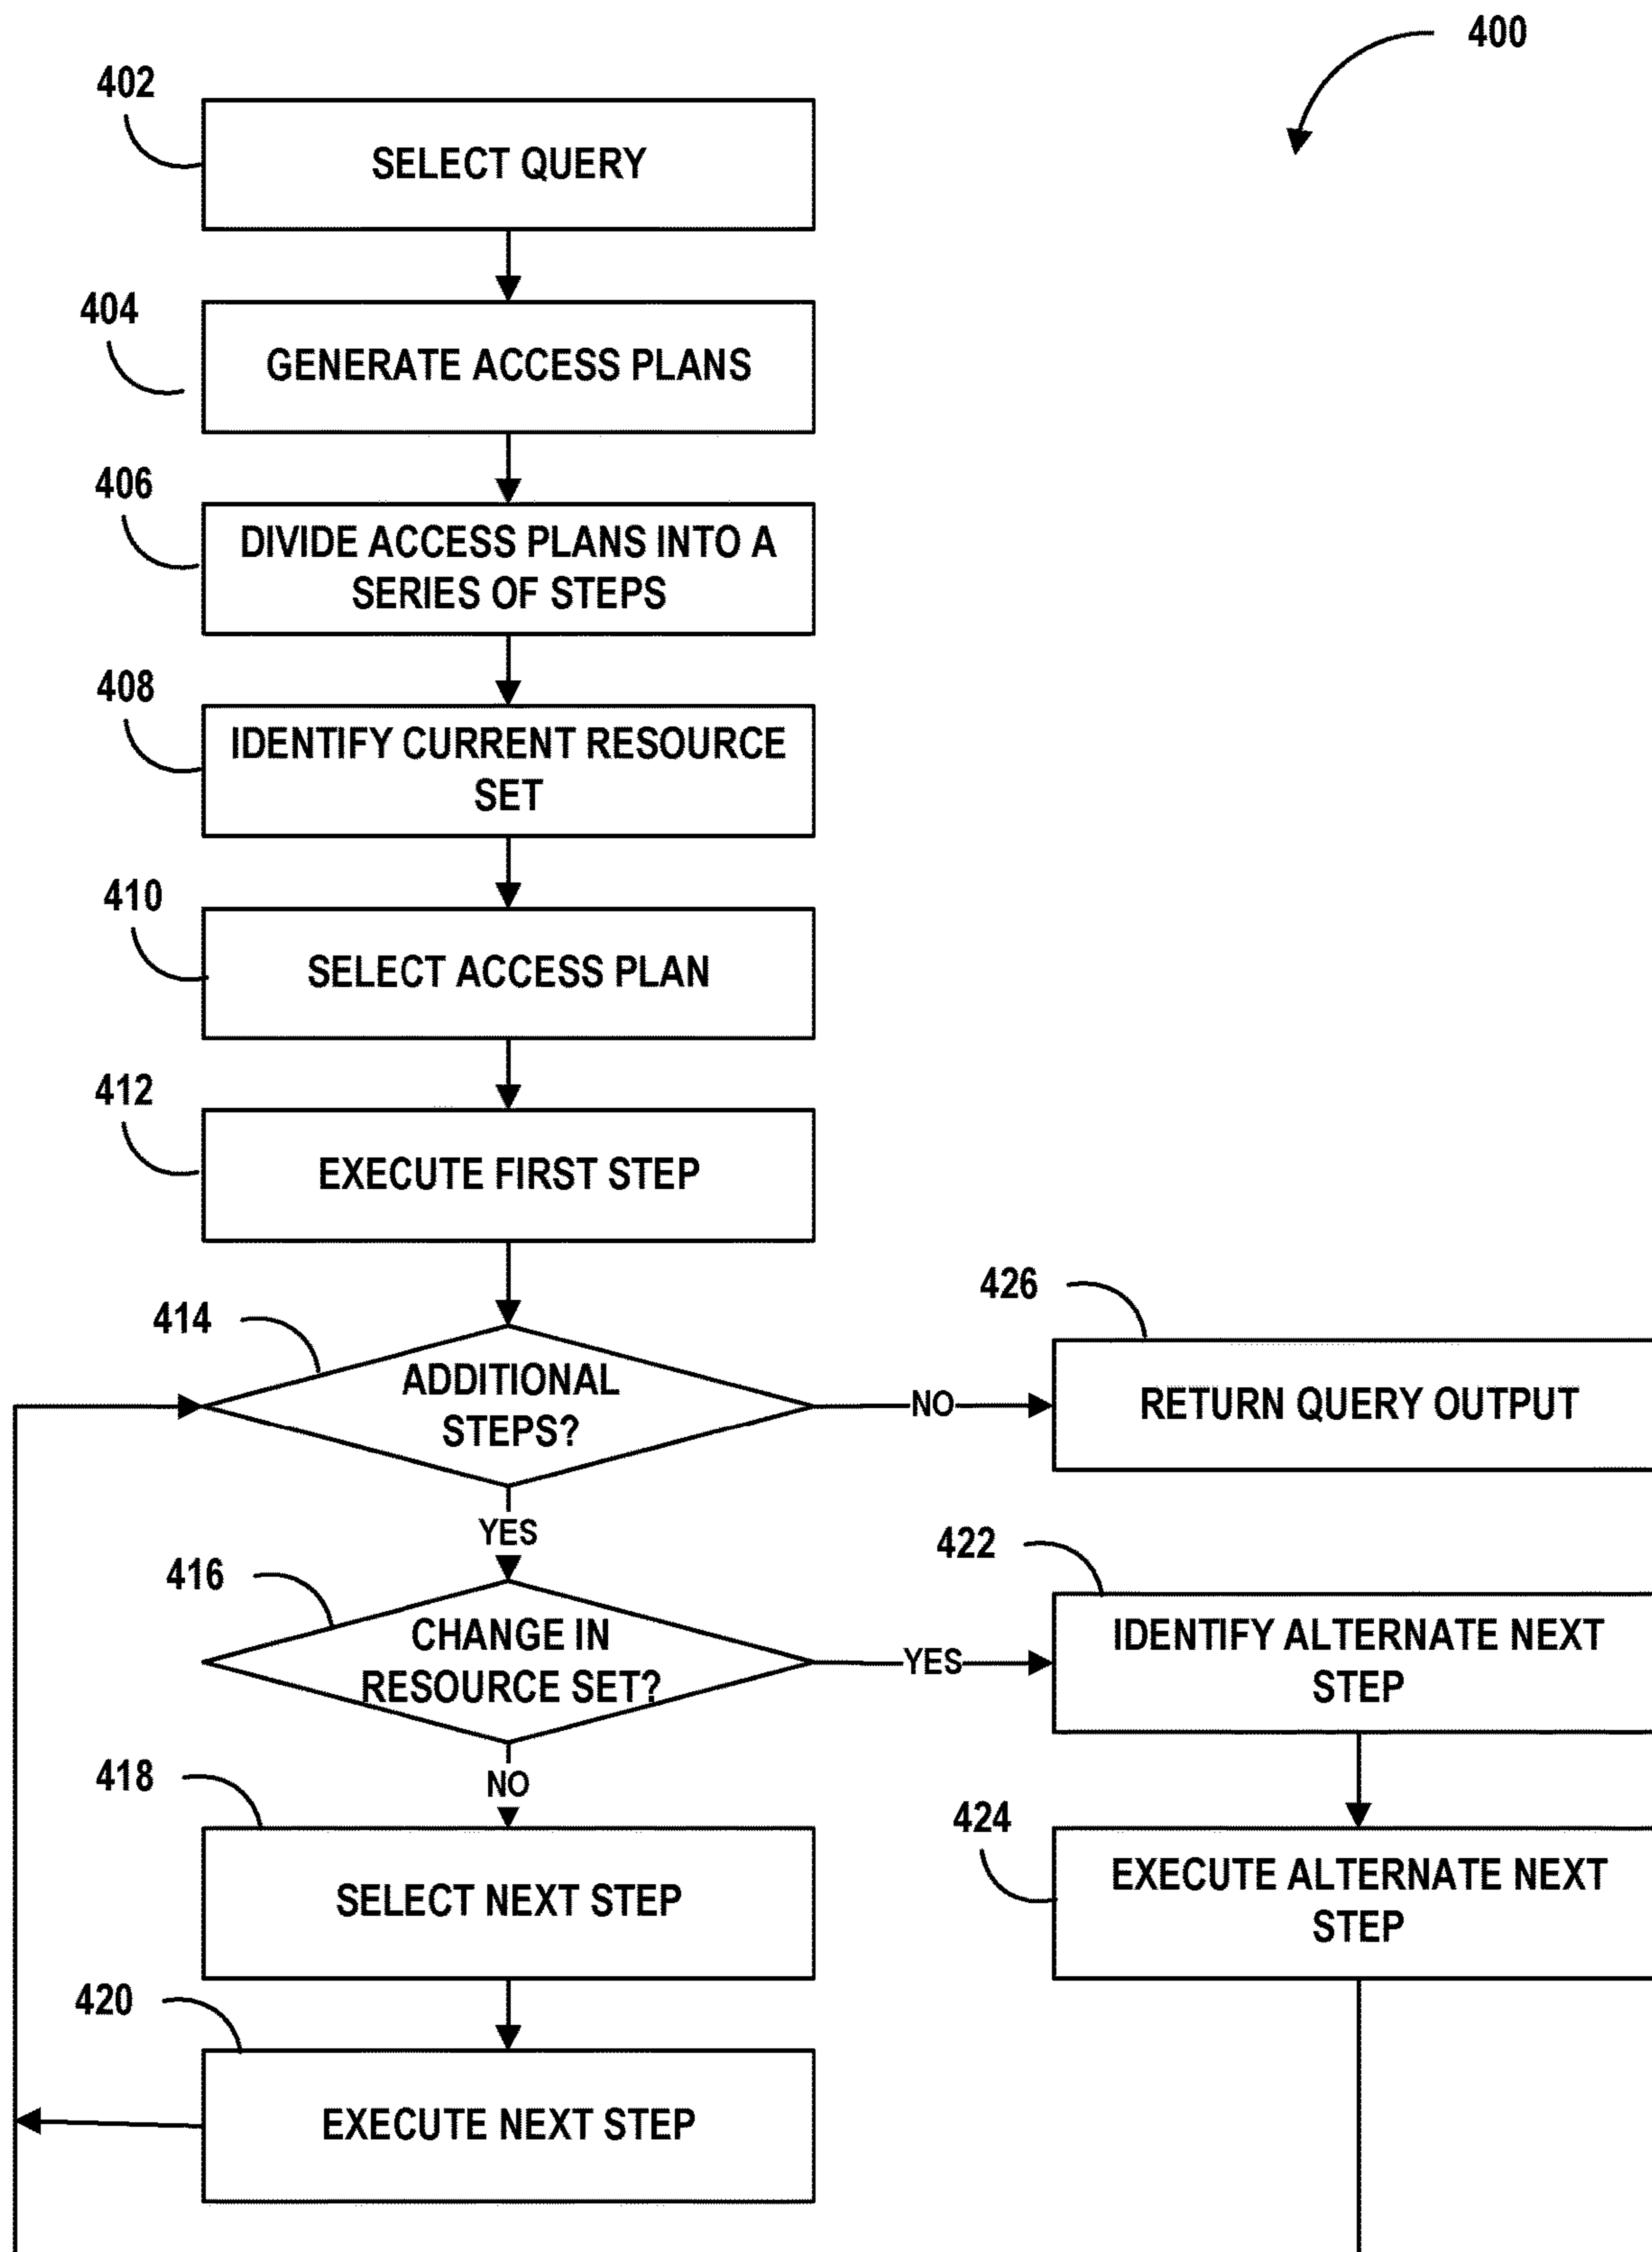 400
402
SELECT QUERY
404
GENERATE ACCESS PLANS
406
DIVIDE ACCESS PLANS INTO A
SERIES OF STEPS
408
IDENTIFY CURRENT RESOURCE
SET
410
SELECT ACCESS PLAN
412
EXECUTE FIRST STEP
414
ADDITIONAL
STEPS?
NO
426
RETURN QUERY OUTPUT
YES
416
CHANGE IN
RESOURCE SET?
YES
422
IDENTIFY ALTERNATE NEXT
STEP
NO
418
SELECT NEXT STEP
424
EXECUTE ALTERNATE NEXT
STEP
420
EXECUTE NEXT STEP